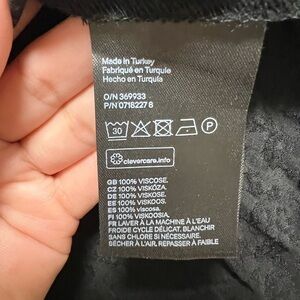 Made in Turkey
Fabriqué en Turquie
Hecho en Turquía
O/N 369933
P/N 0718227 8
30
P
clevercare.info
GB 100% VISCOSE.
CZ 100% VISKÓZA.
DE 100% VISKOSE.
EE 100% VISKOOS.
ES 100% viscosa.
FI 100% VISKOOSIA.
FR LAVER À LA MACHINE À L'EAU
FROIDE CYCLE DÉLICAT. BLANCHIR
SANS CHLORE SI NÉCESSAIRE.
SÉCHER À L'AIR, REPASSER À FAIBLE